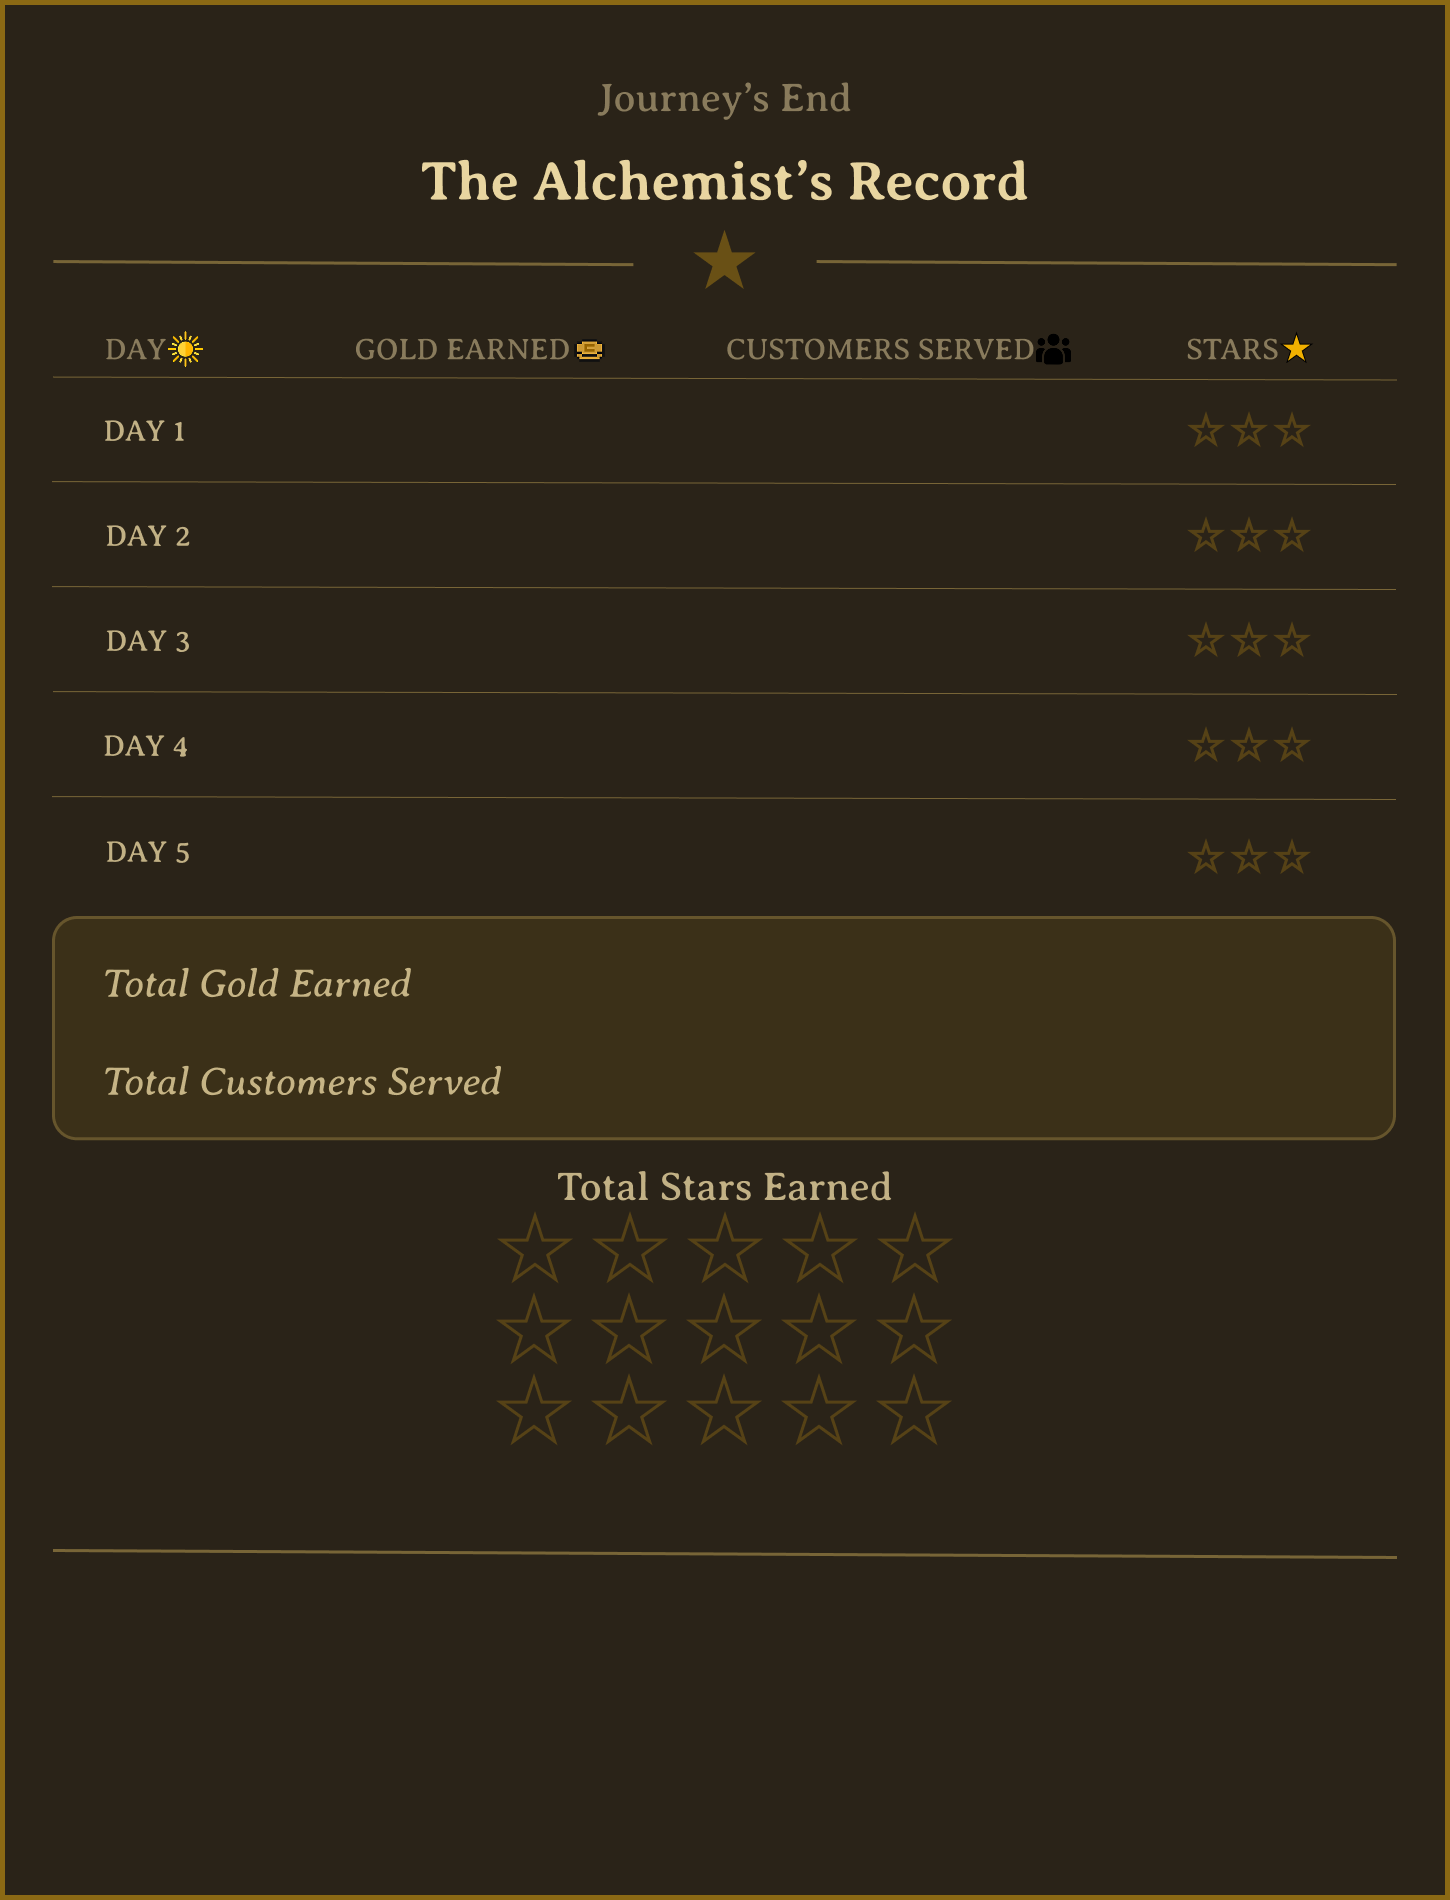 Journey’s End
The Alchemist’s Record
DAY GOLD EARNED CUSTOMERS SERVED STARS
DAY 1
DAY 2
DAY 3
DAY 4
DAY 5
Total Gold Earned
Total Customers Served
Total Stars Earned